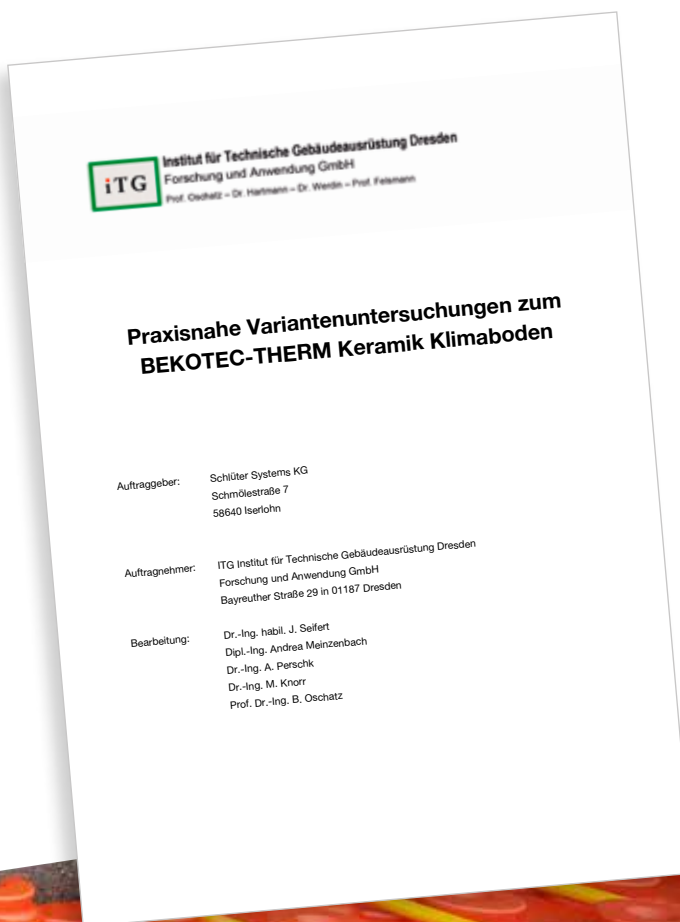 iTG
Institut für Technische Gebäudeausrüstung Dresden
Forschung und Anwendung GmbH
Prof. Oschatz – Dr. Hartmann – Dr. Werdin – Prof. Felsmann
Praxisnahe Variantenuntersuchungen zum
BEKOTEC-THERM Keramik Klimaboden
Auftraggeber: Schlüter Systems KG
Schmölestraße 7
58640 Iserlohn
Auftragnehmer: ITG Institut für Technische Gebäudeausrüstung Dresden
Forschung und Anwendung GmbH
Bayreuther Straße 29 in 01187 Dresden
Bearbeitung: Dr.-Ing. habil. J. Seifert
Dipl.-Ing. Andrea Meinzenbach
Dr.-Ing. A. Perschk
Dr.-Ing. M. Knorr
Prof. Dr.-Ing. B. Oschatz